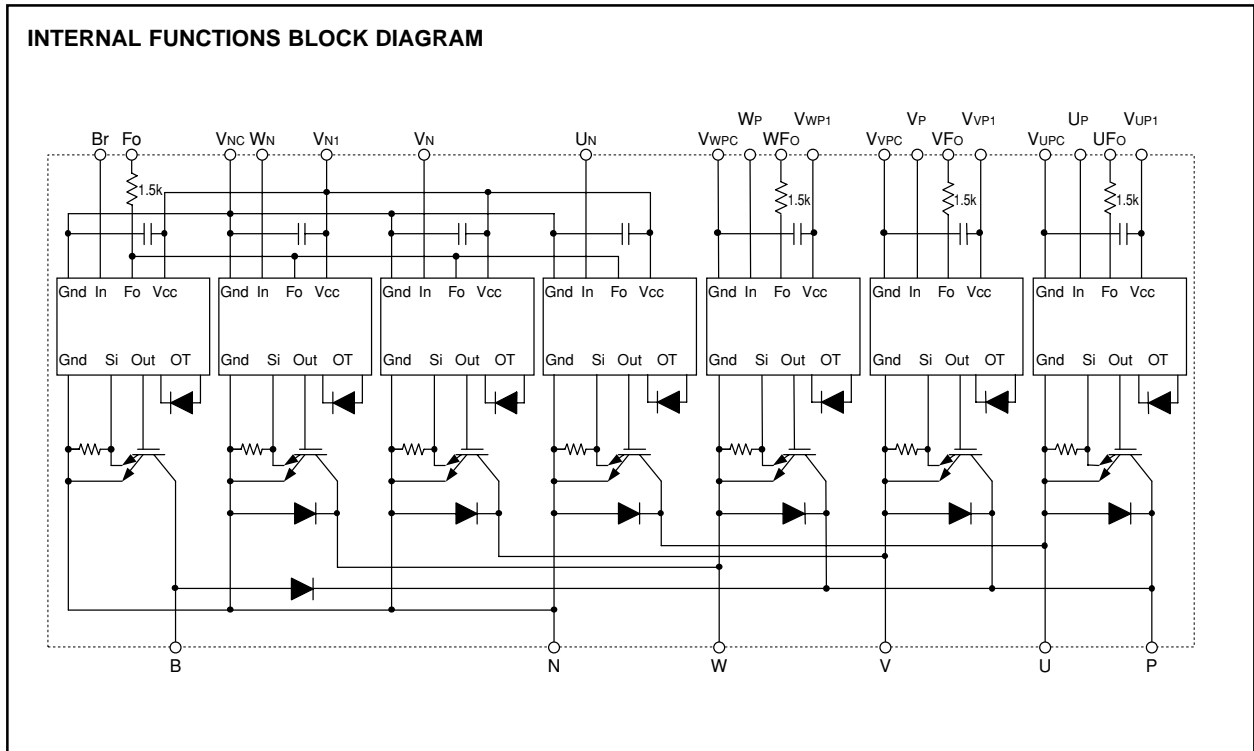 INTERNAL FUNCTIONS BLOCK DIAGRAM
WP VWP1 VP VVP1 UP VUP1
Br Fo VNC WN VN1 VN UN VWPC WFO VVPC VFO VUPC UFO
1.5k 1.5k 1.5k 1.5k
Gnd In Fo Vcc Gnd In Fo Vcc Gnd In Fo Vcc Gnd In Fo Vcc Gnd In Fo Vcc Gnd In Fo Vcc Gnd In Fo Vcc
Gnd Si Out OT Gnd Si Out OT Gnd Si Out OT Gnd Si Out OT Gnd Si Out OT Gnd Si Out OT Gnd Si Out OT
B N W V U P